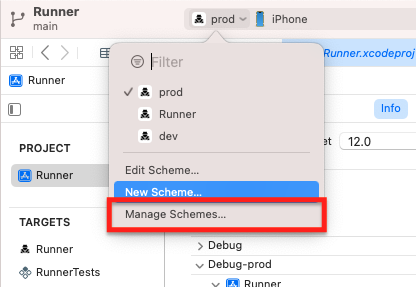 Runner
main
prod
iPhone
Runner.xcodeproj
Filter
Runner
prod
Runner
dev
Info
PROJECT
et 12.0
Runner
Edit Scheme...
New Scheme...
Manage Schemes...
TARGETS
Runner
Debug
RunnerTests
Debug-prod
Runner